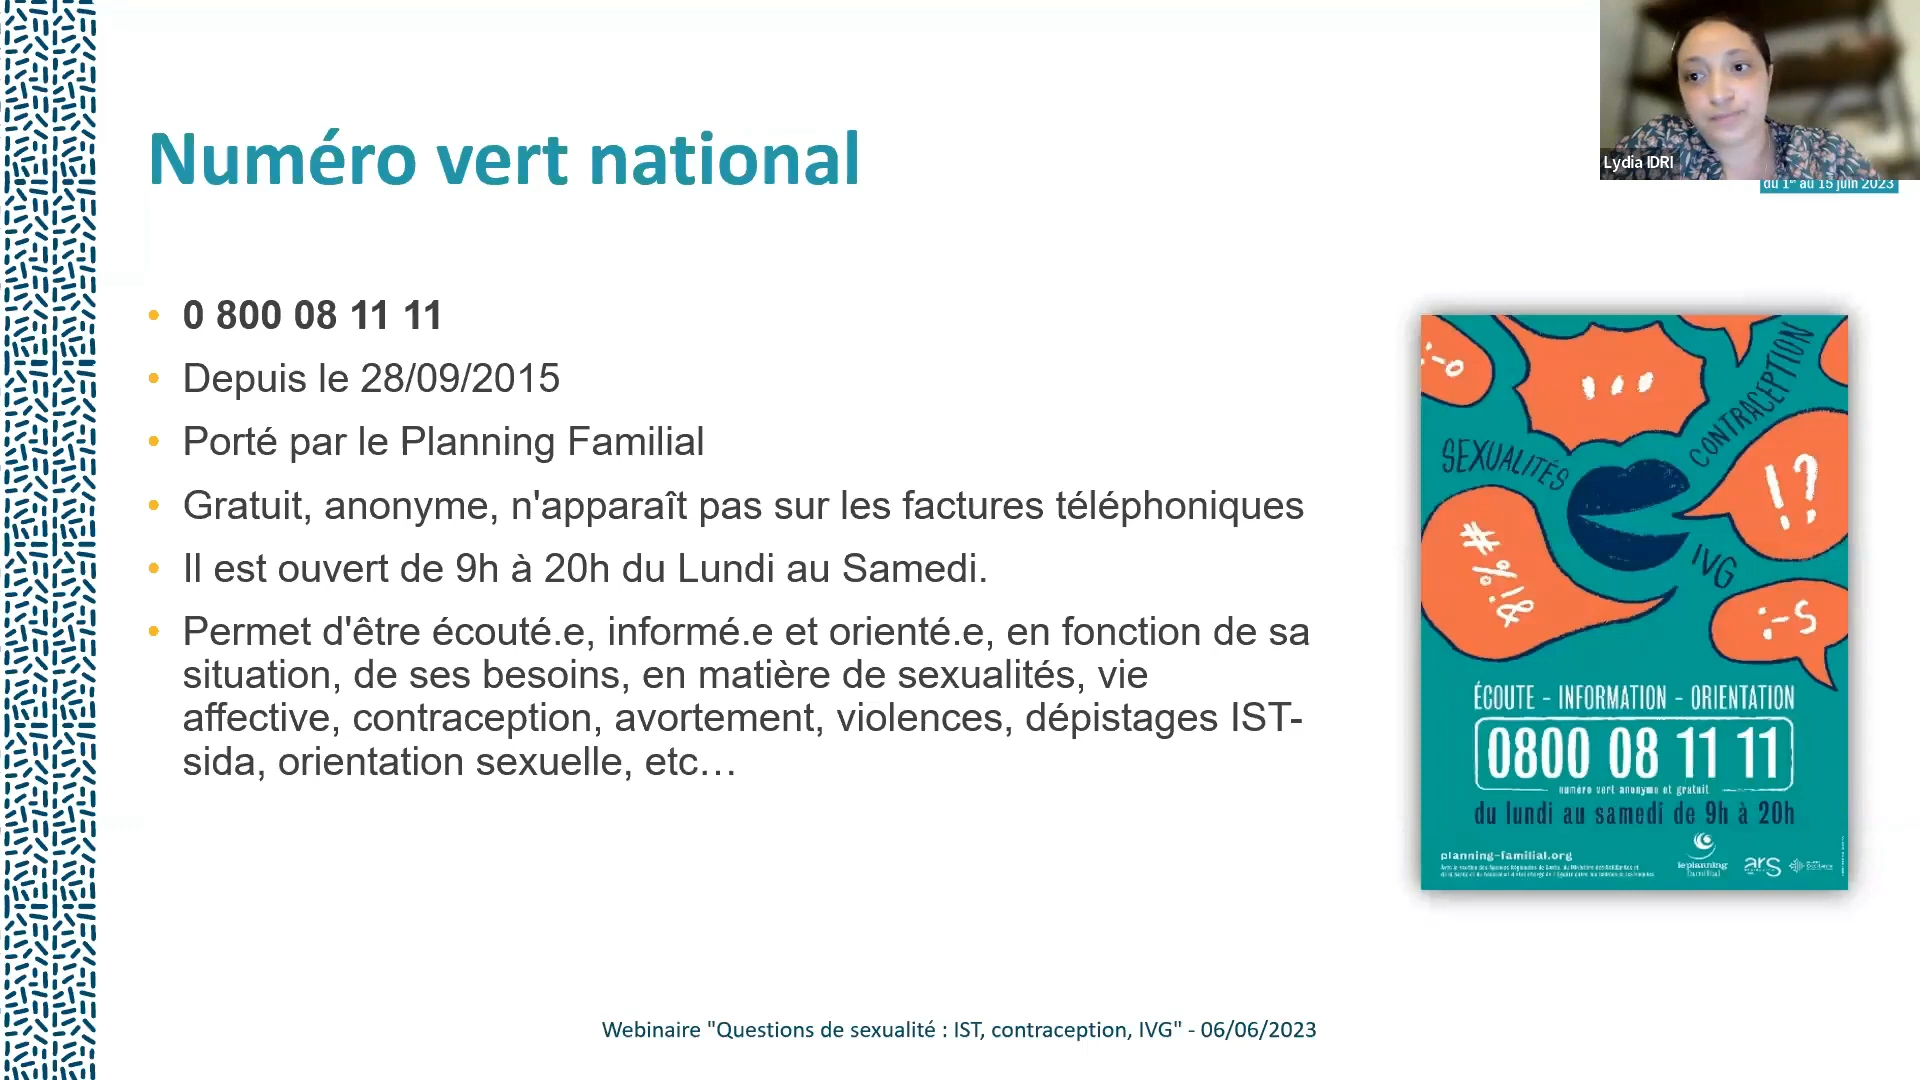 Numéro vert national
Lydia IDRI
du 1er au 15 juin 2023
• 0 800 08 11 11
• Depuis le 28/09/2015
• Porté par le Planning Familial
• Gratuit, anonyme, n'apparaît pas sur les factures téléphoniques
• Il est ouvert de 9h à 20h du Lundi au Samedi.
• Permet d'être écouté.e, informé.e et orienté.e, en fonction de sa
situation, de ses besoins, en matière de sexualités, vie
affective, contraception, avortement, violences, dépistages IST-
sida, orientation sexuelle, etc…
:-o
...
CONTRACEPTION
SEXUALITÉS
!?
#%!&
IVG
:-S
ÉCOUTE - INFORMATION - ORIENTATION
0800 08 11 11
numéro vert anonyme et gratuit
du lundi au samedi de 9h à 20h
planning-familial.org
le planning
familial
ars
Webinaire "Questions de sexualité : IST, contraception, IVG" - 06/06/2023